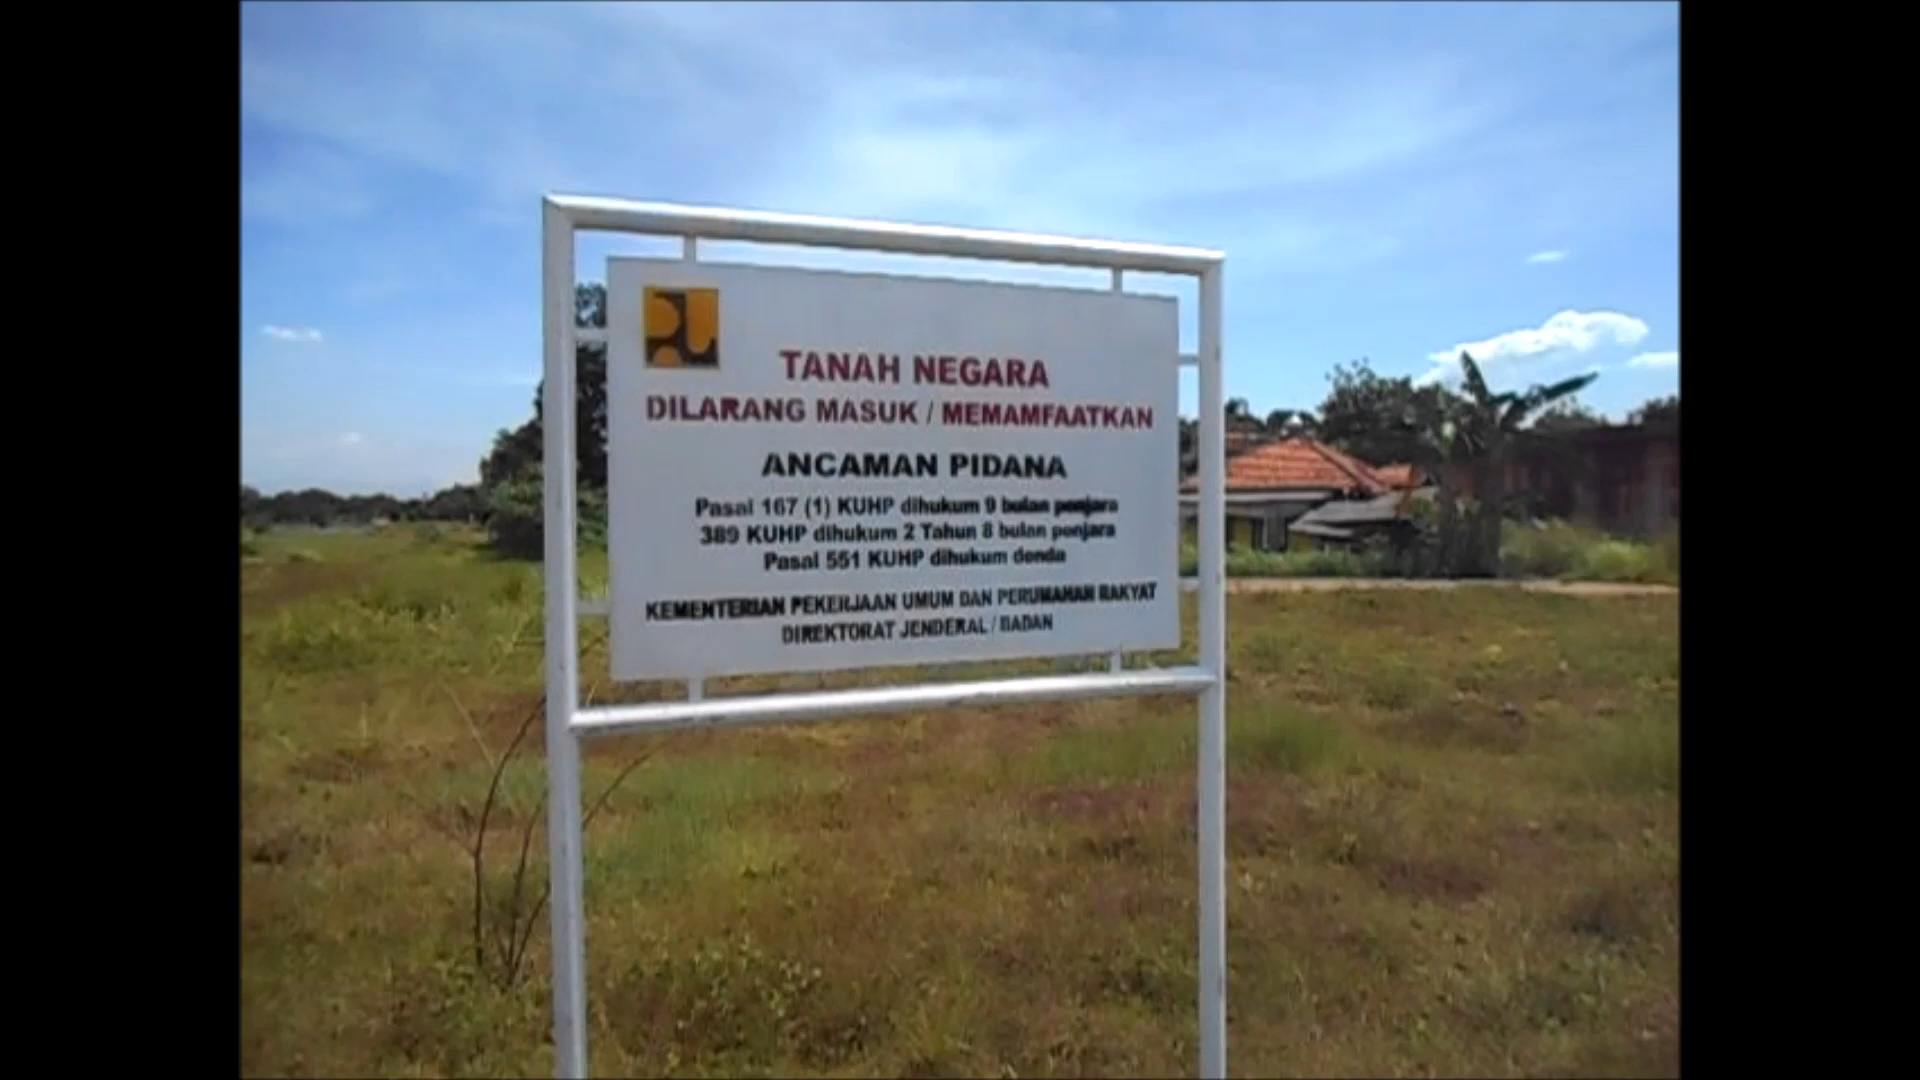 TANAH NEGARA
DILARANG MASUK / MEMAMFAATKAN
ANCAMAN PIDANA
Pasal 167 (1) KUHP dihukum 9 bulan penjara
389 KUHP dihukum 2 Tahun 8 bulan penjara
Pasal 551 KUHP dihukum denda
KEMENTERIAN PEKERJAAN UMUM DAN PERUMAHAN RAKYAT
DIREKTORAT JENDERAL / BADAN